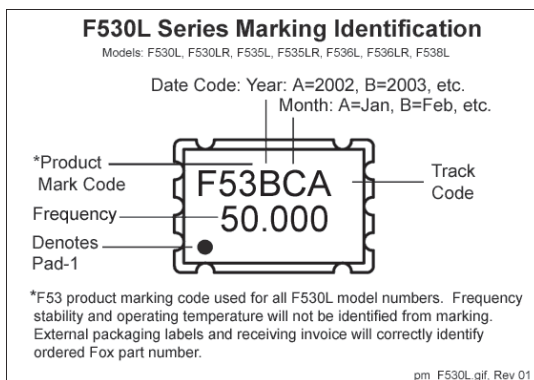 F530L Series Marking Identification
Models: F530L, F530LR, F535L, F535LR, F536L, F536LR, F538L
Date Code: Year: A=2002, B=2003, etc.
Month: A=Jan, B=Feb, etc.
*Product
Mark Code
F53BCA
Track
Code
Frequency
50.000
Denotes
Pad-1
*F53 product marking code used for all F530L model numbers. Frequency
stability and operating temperature will not be identified from marking.
External packaging labels and receiving invoice will correctly identify
ordered Fox part number.
pm_F530L.gif, Rev 01